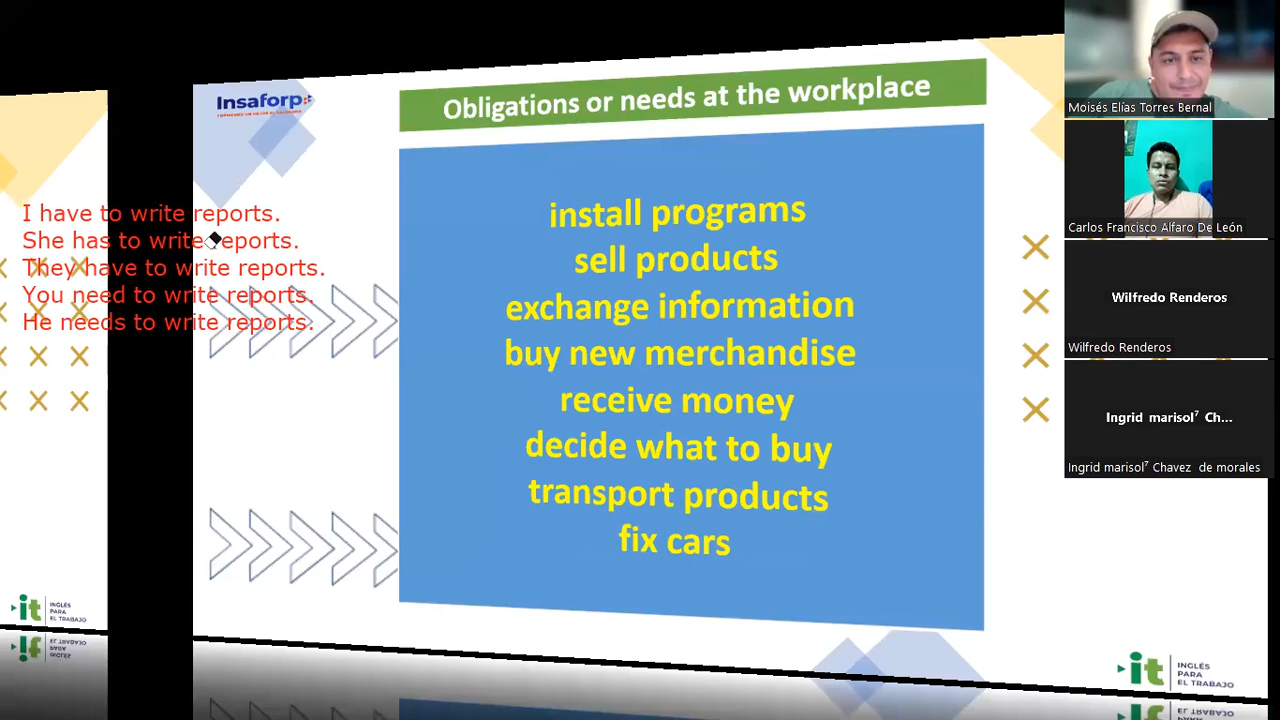 Insaforp
Obligations or needs at the workplace
I have to write reports.
She has to write reports.
They have to write reports.
You need to write reports.
He needs to write reports.
install programs
sell products
exchange information
buy new merchandise
receive money
decide what to buy
transport products
fix cars
it
INGLÉS
PARA
EL TRABAJO
it
INGLÉS
PARA
EL TRABAJO
Moisés Elías Torres Bernal
Carlos Francisco Alfaro De León
Wilfredo Renderos
Wilfredo Renderos
Ingrid marisol⁷ Ch...
Ingrid marisol⁷ Chavez de morales